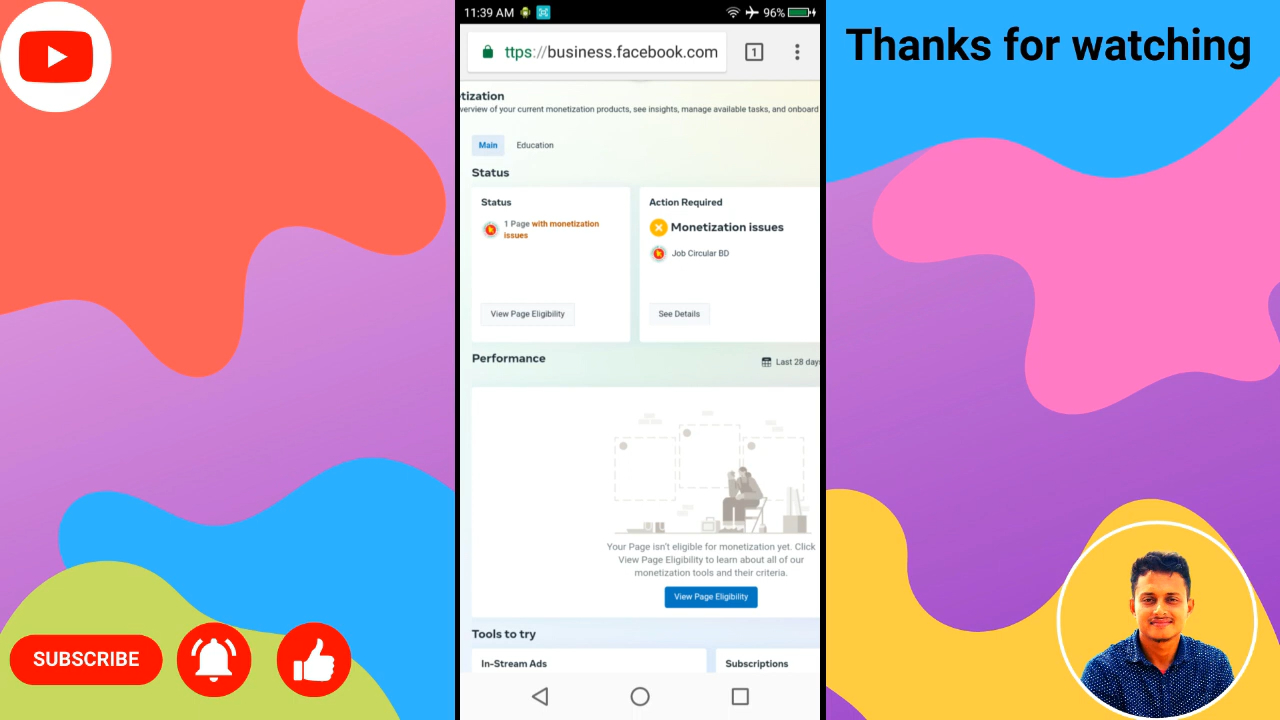 11:39 AM
96%
ttps://business.facebook.com
1
tization
verview of your current monetization products, see insights, manage available tasks, and onboard
Main
Education
Status
Status
1 Page with monetization
issues
View Page Eligibility
Action Required
Monetization issues
Job Circular BD
See Details
Performance
Last 28 day
Your Page isn't eligible for monetization yet. Click
View Page Eligibility to learn about all of our
monetization tools and their criteria.
View Page Eligibility
Tools to try
In-Stream Ads
Subscriptions
Thanks for watching
SUBSCRIBE